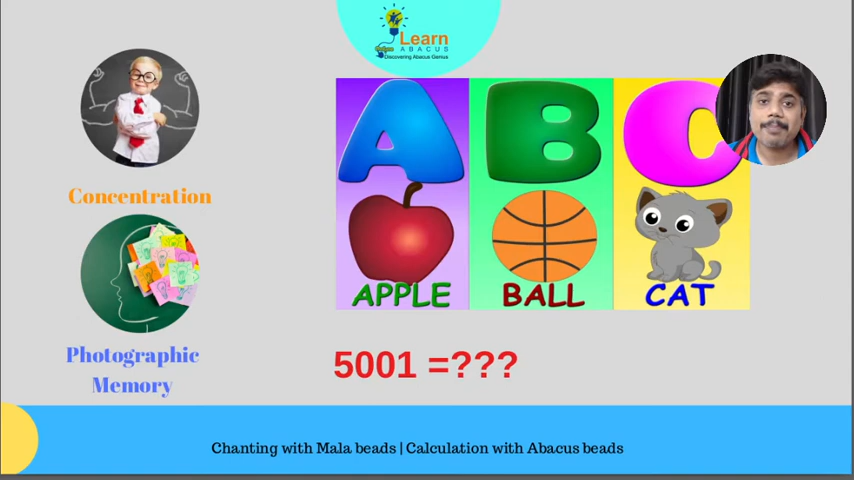 Learn
ABACUS
Discovering Abacus Genius
A B C
Concentration
APPLE BALL CAT
Photographic
Memory
5001 =???
Chanting with Mala beads | Calculation with Abacus beads